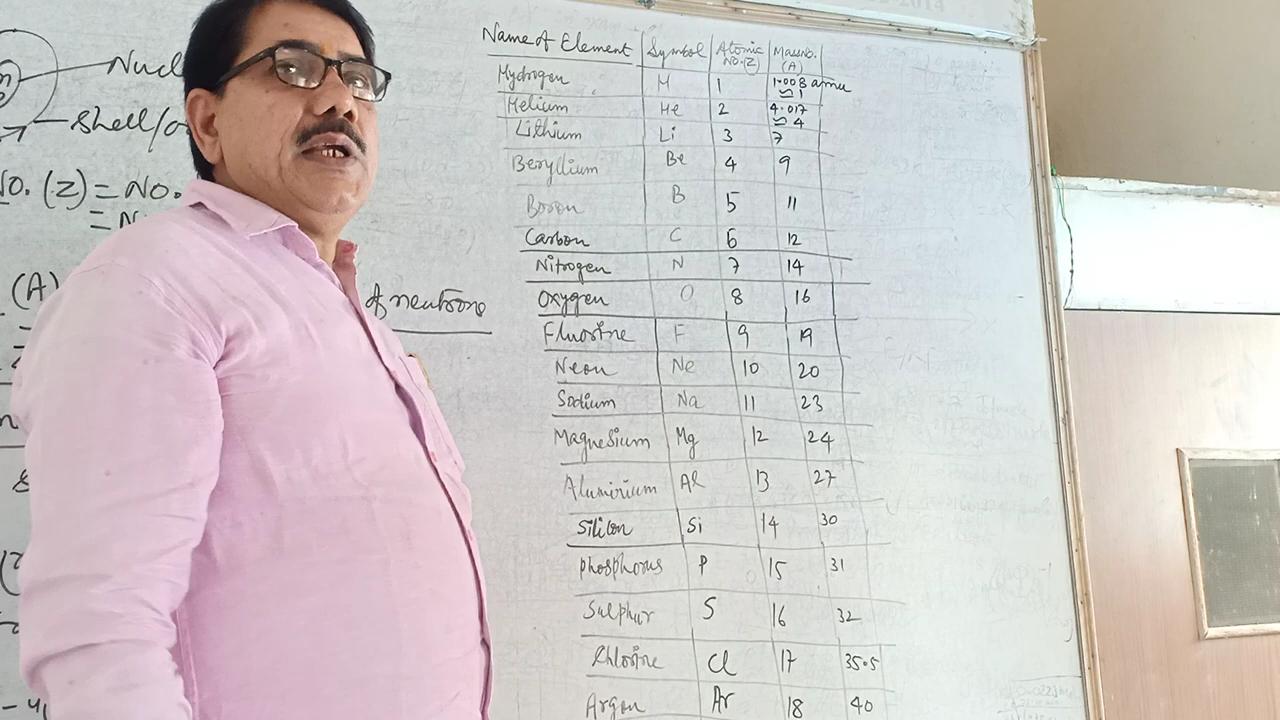 2014
Nucl
Shell/o
No. (Z) = No.
= N
(A)
of neutrons
Name of Element Symbol Atomic No. (Z) Mass No. (A)
Hydrogen H 1 1.008 amu ≈ 1
Helium He 2 4.017 ≈ 4
Lithium Li 3 7
Beryllium Be 4 9
Boron B 5 11
Carbon C 6 12
Nitrogen N 7 14
Oxygen O 8 16
Fluorine F 9 19
Neon Ne 10 20
Sodium Na 11 23
Magnesium Mg 12 24
Aluminium Al 13 27
Silicon Si 14 30
Phosphorus P 15 31
Sulphur S 16 32
Chlorine Cl 17 35.5
Argon Ar 18 40